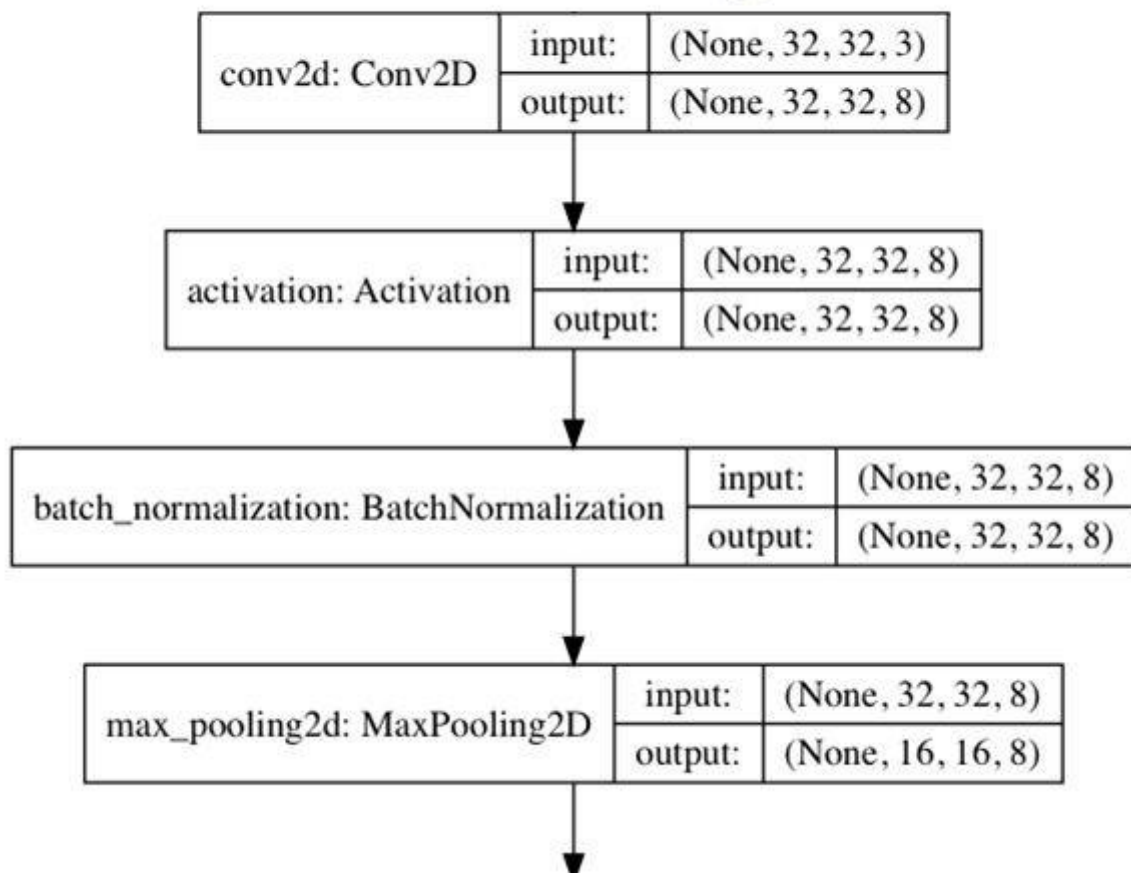 conv2d: Conv2D
input: (None, 32, 32, 3)
output: (None, 32, 32, 8)
activation: Activation
input: (None, 32, 32, 8)
output: (None, 32, 32, 8)
batch_normalization: BatchNormalization
input: (None, 32, 32, 8)
output: (None, 32, 32, 8)
max_pooling2d: MaxPooling2D
input: (None, 32, 32, 8)
output: (None, 16, 16, 8)